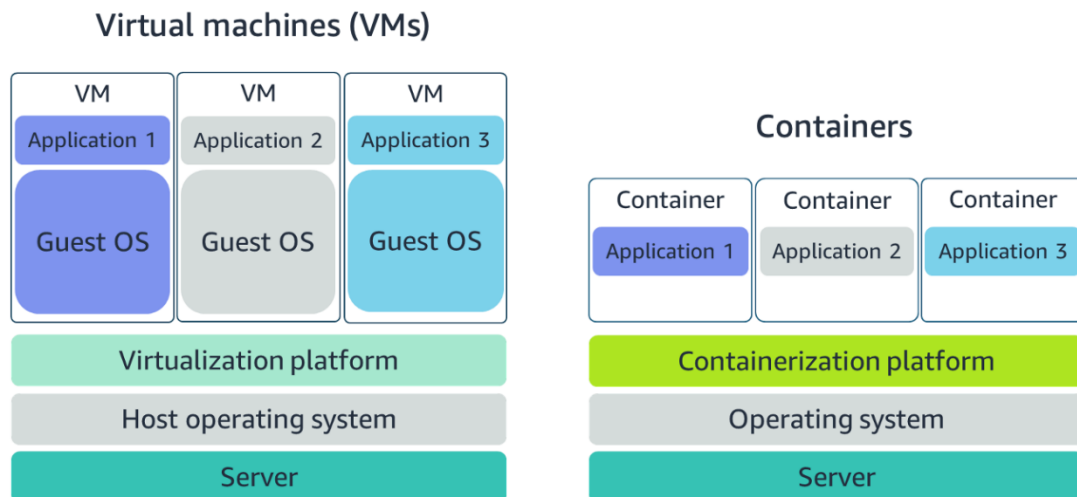 Virtual machines (VMs)
VM
VM
VM
Application 1
Application 2
Application 3
Guest OS
Guest OS
Guest OS
Virtualization platform
Host operating system
Server
Containers
Container
Container
Container
Application 1
Application 2
Application 3
Containerization platform
Operating system
Server